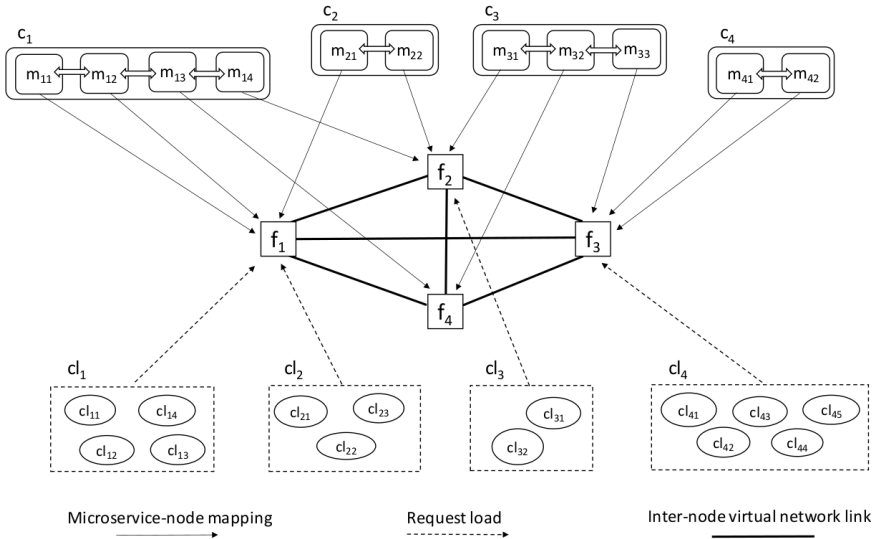 c₁ c₂ c₃ c₄
m₁₁ m₁₂ m₁₃ m₁₄ m₂₁ m₂₂ m₃₁ m₃₂ m₃₃ m₄₁ m₄₂
f₂
f₁ f₃
f₄
cl₁ cl₂ cl₃ cl₄
cl₁₁ cl₁₄ cl₂₁ cl₂₃ cl₃₁ cl₄₁ cl₄₃ cl₄₅
cl₁₂ cl₁₃ cl₂₂ cl₃₂ cl₄₂ cl₄₄
Microservice-node mapping Request load Inter-node virtual network link